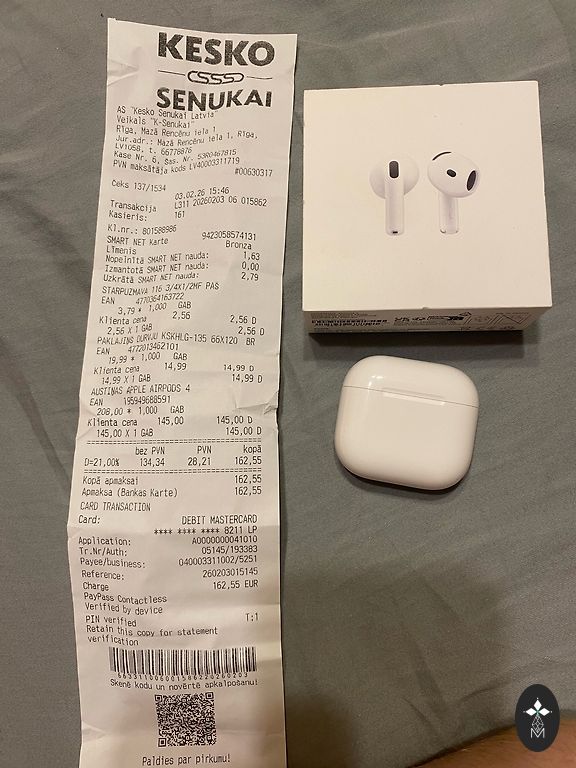 KESKO
SENUKAI
AS "Kesko Senukai Latvia"
Veikals "K-Senukai"
Rīga, Mazā Rencēnu iela 1
Jur.adr.: Mazā Rencēnu iela 1, Rīga,
LV1058, t. 66778876
Kase Nr. 6, Sas. Nr. 53R0467815
PVN maksātāja kods LV40003311719
#00630317
Čeks 137/1534
03.02.26 15:46
Transakcija L311 20260203 06 015862
Kasieris: 161
Kl.nr.: 801588986
9423058574131
SMART NET Karte Bronza
Līmenis
Nopelnītā SMART NET nauda: 1,63
Izmantotā SMART NET nauda: 0,00
Uzkrātā SMART NET nauda: 2,79
STARPUZMAVA 116 3/4X1/2MF PAS
EAN 4770364163722
3,79 * 1,000 GAB
Klienta cena 2,56 2,56 D
2,56 X 1 GAB 2,56 D
PAKLAJIŅŠ DURVJU KSKHLG-135 66X120 BR
EAN 4772013462101
19,99 * 1,000 GAB
Klienta cena 14,99 14,99 D
14,99 X 1 GAB 14,99 D
AUSTIŅAS APPLE AIRPODS 4
EAN 195949688591
208,00 * 1,000 GAB
Klienta cena 145,00 145,00 D
145,00 X 1 GAB 145,00 D
bez PVN PVN kopā
D=21,00% 134,34 28,21 162,55
Kopā apmaksai 162,55
Apmaksa (Bankas Karte) 162,55
CARD TRANSACTION
Card: DEBIT MASTERCARD
**** **** **** 8211 LP
Application: A0000000041010
Tr.Nr/Auth: 05145/193383
Payee/business: 040003311002/5251
Reference: 260203015145
Charge 162,55 EUR
PayPass Contactless
Verified by device
PIN verified T:1
Retain this copy for statement
verification
Skenē kodu un novērtē apkalpošanu!
Paldies par pirkumu!